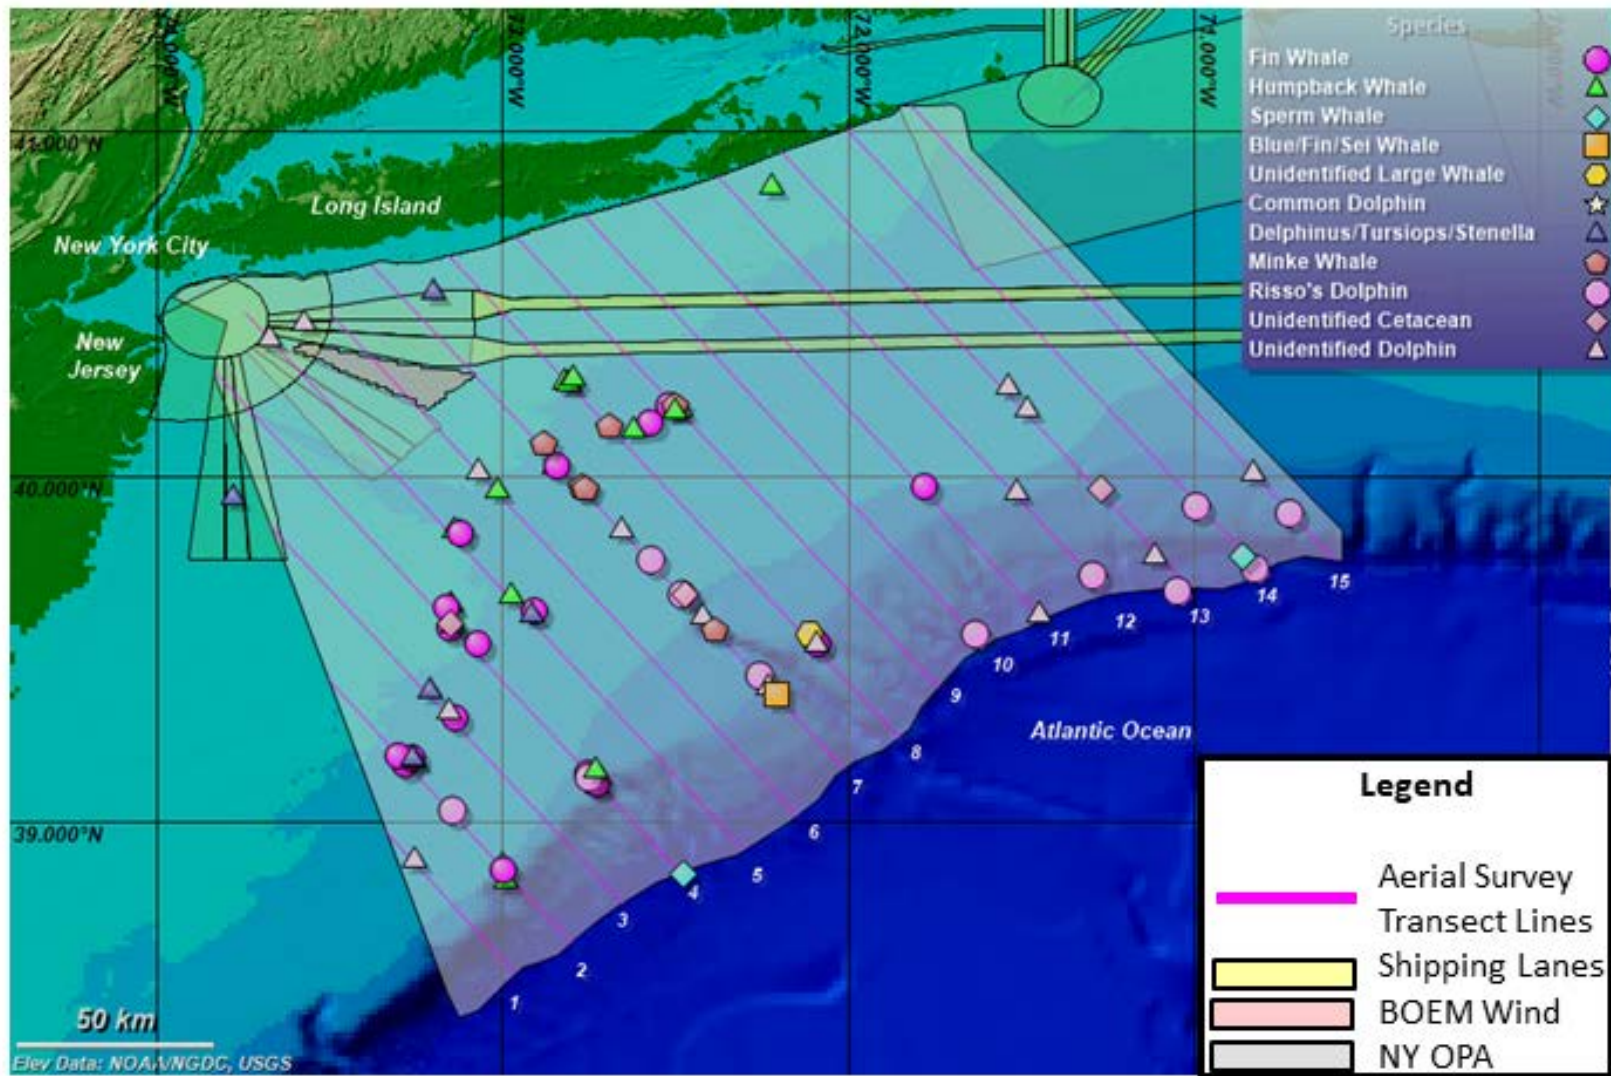 74.000°W
73.000°W
72.000°W
71.000°W
Species
Fin Whale
Humpback Whale
Sperm Whale
Blue/Fin/Sei Whale
Unidentified Large Whale
Common Dolphin
Delphinus/Tursiops/Stenella
Minke Whale
Risso's Dolphin
Unidentified Cetacean
Unidentified Dolphin
41.000°N
Long Island
New York City
New
Jersey
40.000°N
15
14
13
12
11
10
9
Atlantic Ocean
8
7
39.000°N
6
5
4
3
2
1
Legend
Aerial Survey
Transect Lines
Shipping Lanes
BOEM Wind
NY OPA
50 km
Elev Data: NOAA/NGDC, USGS